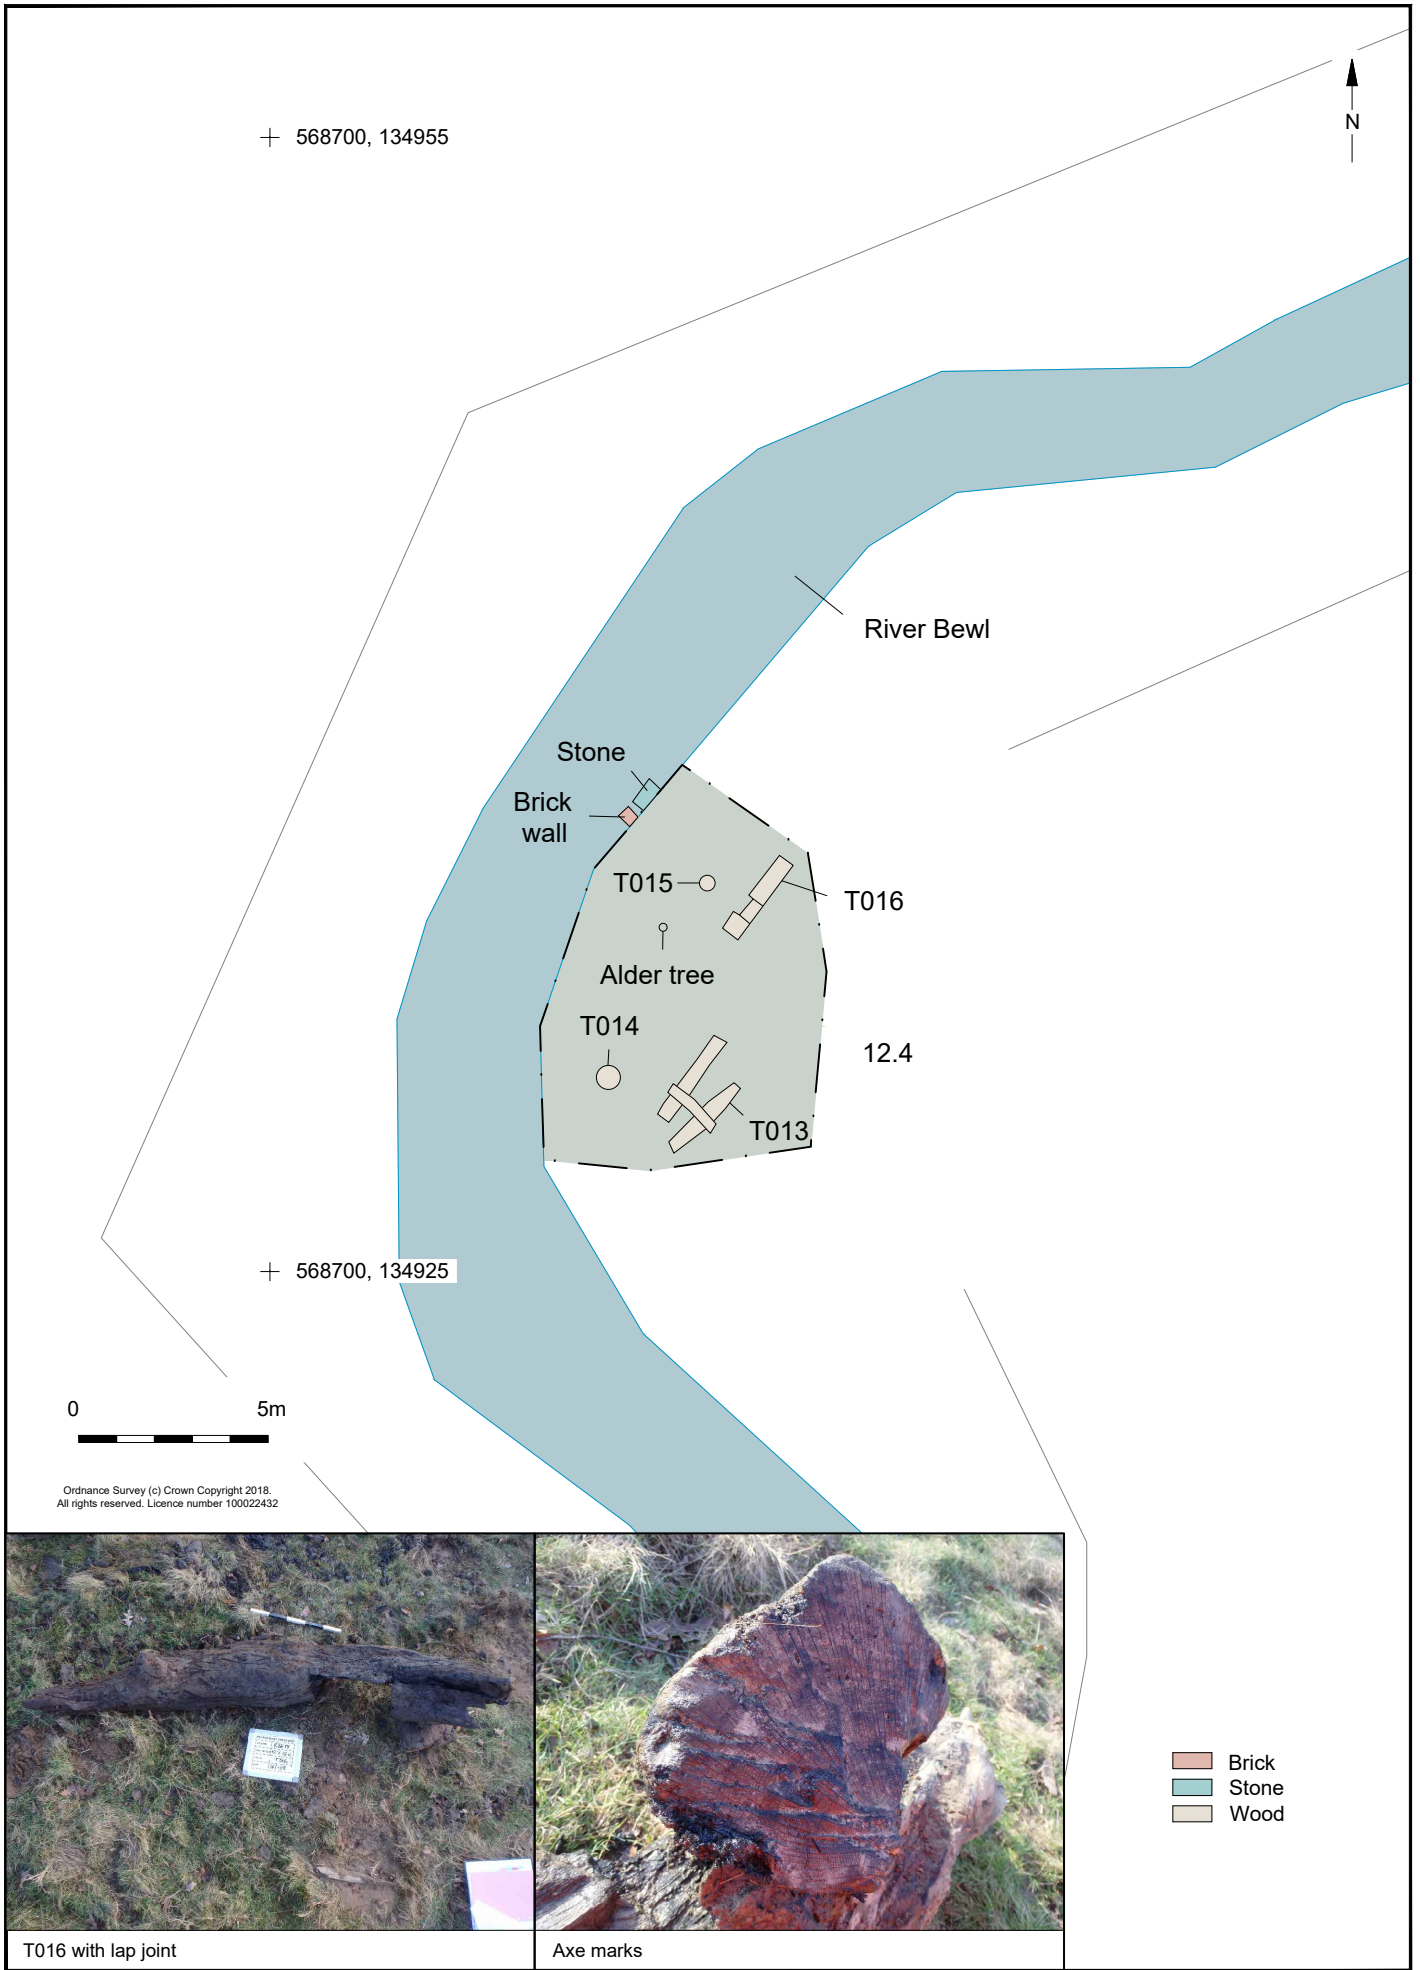 568700, 134955
N
River Bewl
Stone
Brick
wall
T015
T016
Alder tree
T014
12.4
T013
568700, 134925
0 5m
Ordnance Survey (c) Crown Copyright 2018.
All rights reserved. Licence number 100022432
Brick
Stone
Wood
T016 with lap joint
Axe marks